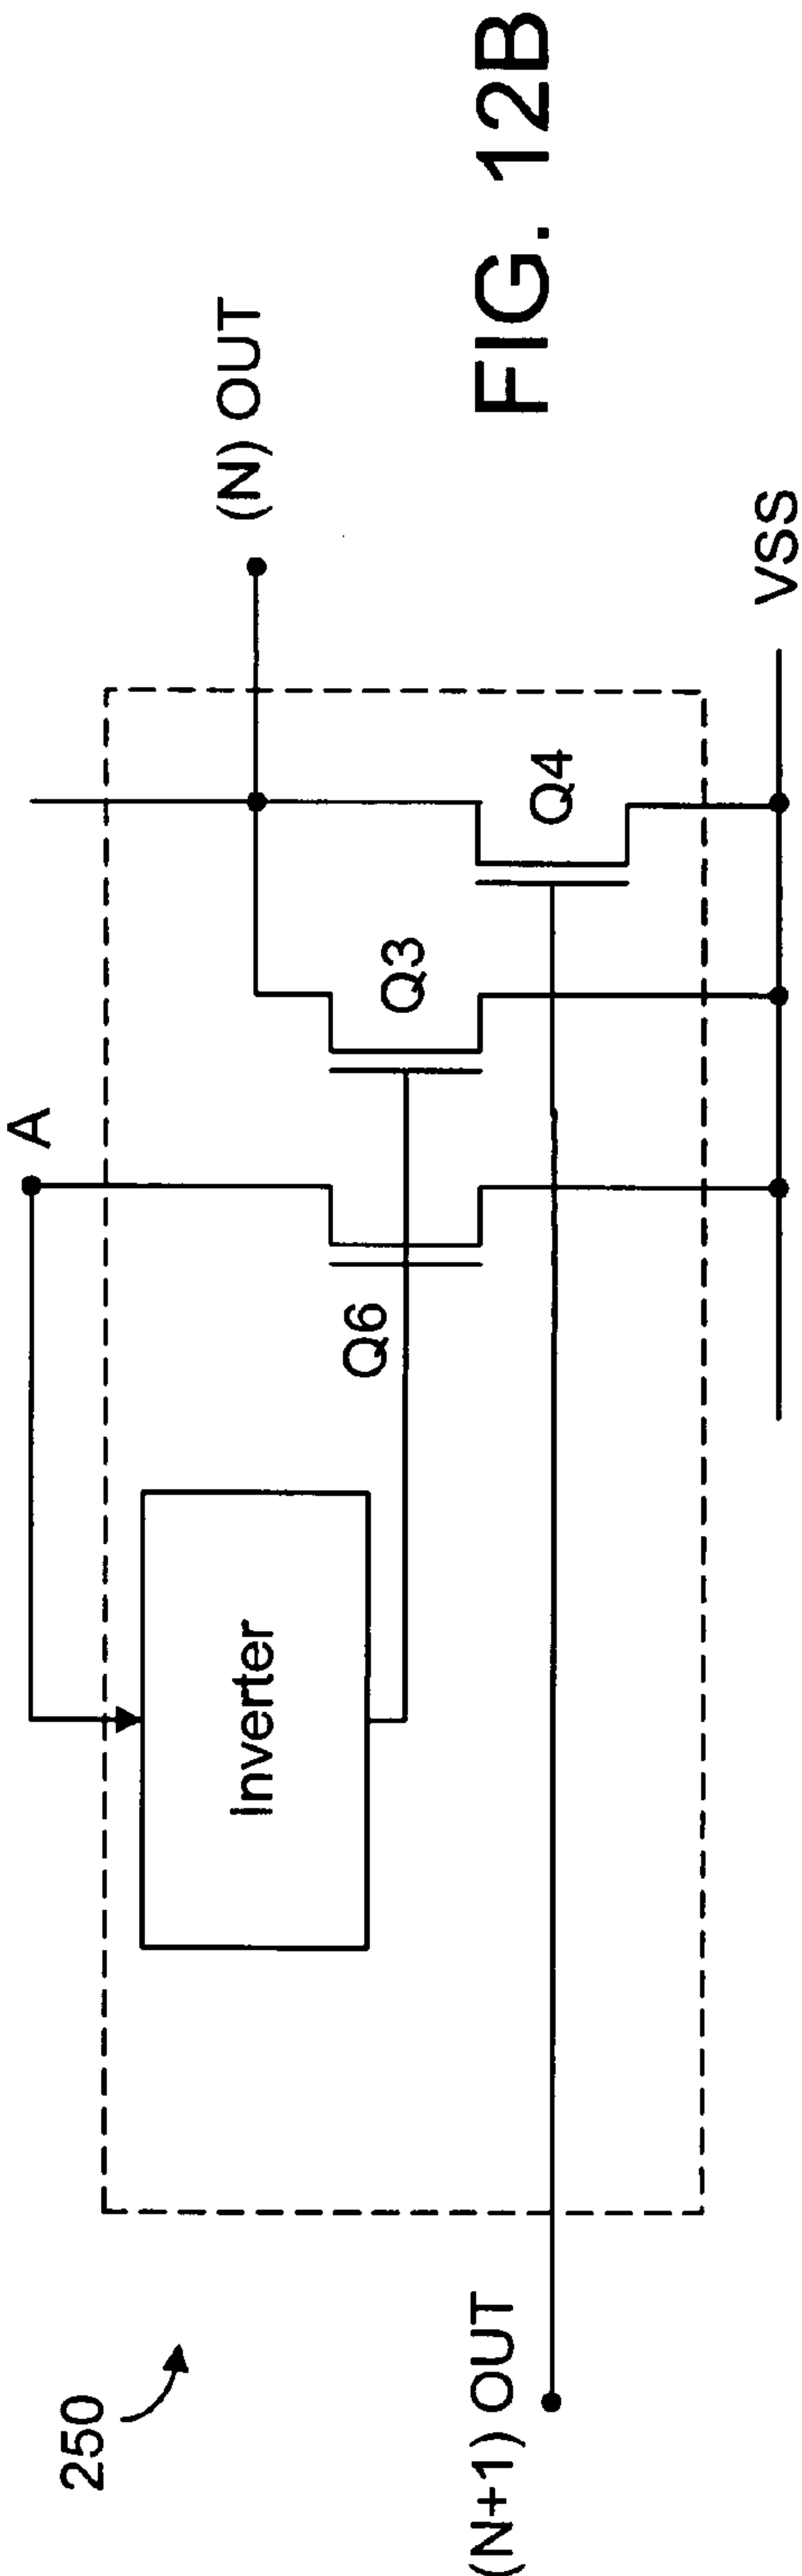 250
A
Inverter
(N) OUT
Q6
Q3
Q4
(N+1) OUT
VSS
FIG. 12B